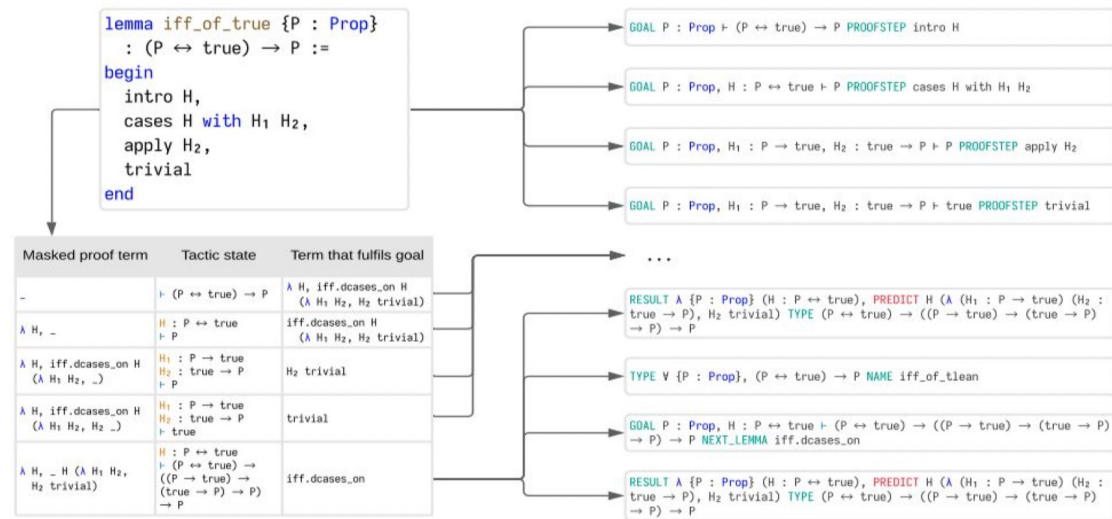 lemma iff_of_true {P : Prop}
: (P ↔ true) → P :=
begin
intro H,
cases H with H₁ H₂,
apply H₂,
trivial
end
GOAL P : Prop ⊢ (P ↔ true) → P PROOFSTEP intro H
GOAL P : Prop, H : P ↔ true ⊢ P PROOFSTEP cases H with H₁ H₂
GOAL P : Prop, H₁ : P → true, H₂ : true → P ⊢ P PROOFSTEP apply H₂
GOAL P : Prop, H₁ : P → true, H₂ : true → P ⊢ true PROOFSTEP trivial
Masked proof term Tactic state Term that fulfils goal
_ ⊢ (P ↔ true) → P λ H, iff.dcases_on H
(λ H₁ H₂, H₂ trivial)
λ H, _ H : P ↔ true iff.dcases_on H
⊢ P (λ H₁ H₂, H₂ trivial)
λ H, iff.dcases_on H H₁ : P → true
(λ H₁ H₂, _) H₂ : true → P H₂ trivial
⊢ P
λ H, iff.dcases_on H H₁ : P → true
(λ H₁ H₂, H₂ _) H₂ : true → P trivial
⊢ true
λ H, _ H (λ H₁ H₂, H : P ↔ true
H₂ trivial) ⊢ (P ↔ true) → iff.dcases_on
((P → true) →
(true → P) → P)
→ P
...
RESULT λ {P : Prop} (H : P ↔ true), PREDICT H (λ (H₁ : P → true) (H₂ :
true → P), H₂ trivial) TYPE (P ↔ true) → ((P → true) → (true → P)
→ P) → P
TYPE ∀ {P : Prop}, (P ↔ true) → P NAME iff_of_tlean
GOAL P : Prop, H : P ↔ true ⊢ (P ↔ true) → ((P → true) → (true → P)
→ P) → P NEXT_LEMMA iff.dcases_on
RESULT λ {P : Prop} (H : P ↔ true), PREDICT H (λ (H₁ : P → true) (H₂ :
true → P), H₂ trivial) TYPE (P ↔ true) → ((P → true) → (true → P)
→ P) → P